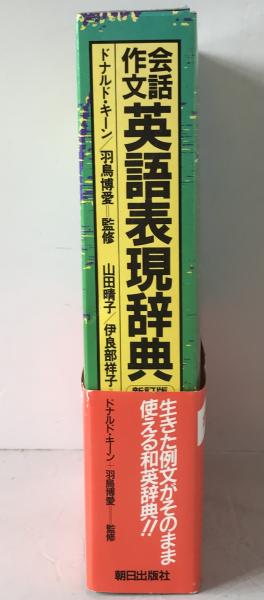 会話
作文
英語表現辞典
新訂版
ドナルド・キーン／羽鳥博愛＝監修
山田晴子／伊良部祥子
生きた例文がそのまま
使える和英辞典!!
ドナルド・キーン＋羽鳥博愛＝監修
朝日出版社